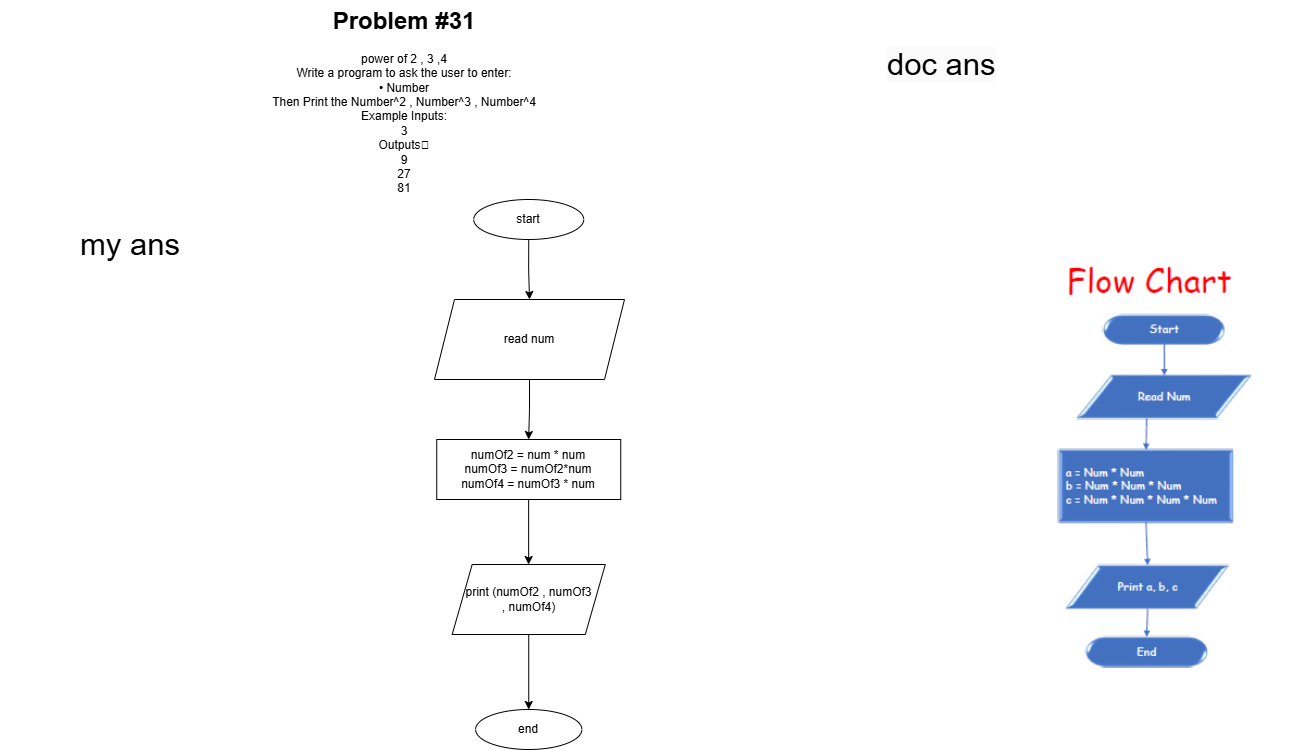 Problem #31
power of 2 , 3 ,4
Write a program to ask the user to enter:
• Number
Then Print the Number^2 , Number^3 , Number^4
Example Inputs:
3
Outputs
9
27
81
my ans
start
read num
numOf2 = num * num
numOf3 = numOf2*num
numOf4 = numOf3 * num
print (numOf2 , numOf3
, numOf4)
end
doc ans
Flow Chart
Start
Read Num
a = Num * Num
b = Num * Num * Num
c = Num * Num * Num * Num
Print a, b, c
End